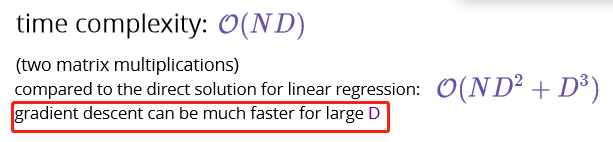 time complexity: 𝒪(ND)
(two matrix multiplications)
compared to the direct solution for linear regression: 𝒪(ND² + D³)
gradient descent can be much faster for large D